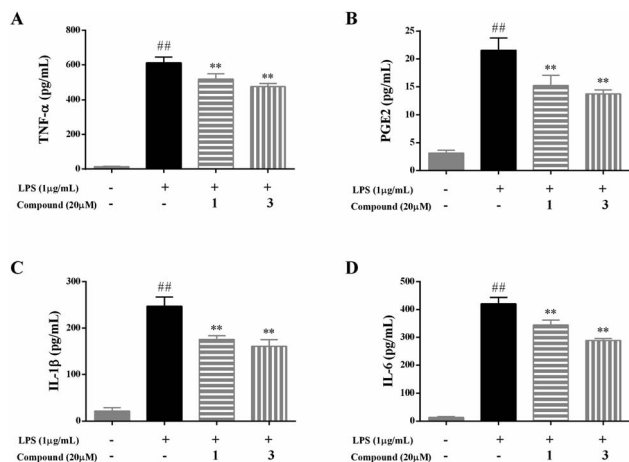 A
TNF-α (pg/mL)
800
600
400
200
0
##
**
**
LPS (1μg/mL) - + + +
Compound (20μM) - - 1 3
B
PGE2 (pg/mL)
25
20
15
10
5
0
##
**
**
LPS (1μg/mL) - + + +
Compound (20μM) - - 1 3
C
IL-1β (pg/mL)
300
200
100
0
##
**
**
LPS (1μg/mL) - + + +
Compound (20μM) - - 1 3
D
IL-6 (pg/mL)
500
400
300
200
100
0
##
**
**
LPS (1μg/mL) - + + +
Compound (20μM) - - 1 3